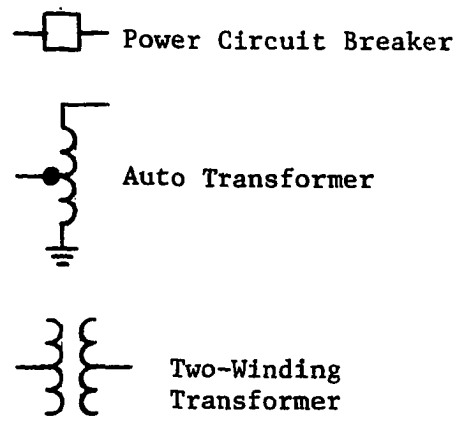 Power Circuit Breaker
Auto Transformer
Two-Winding
Transformer